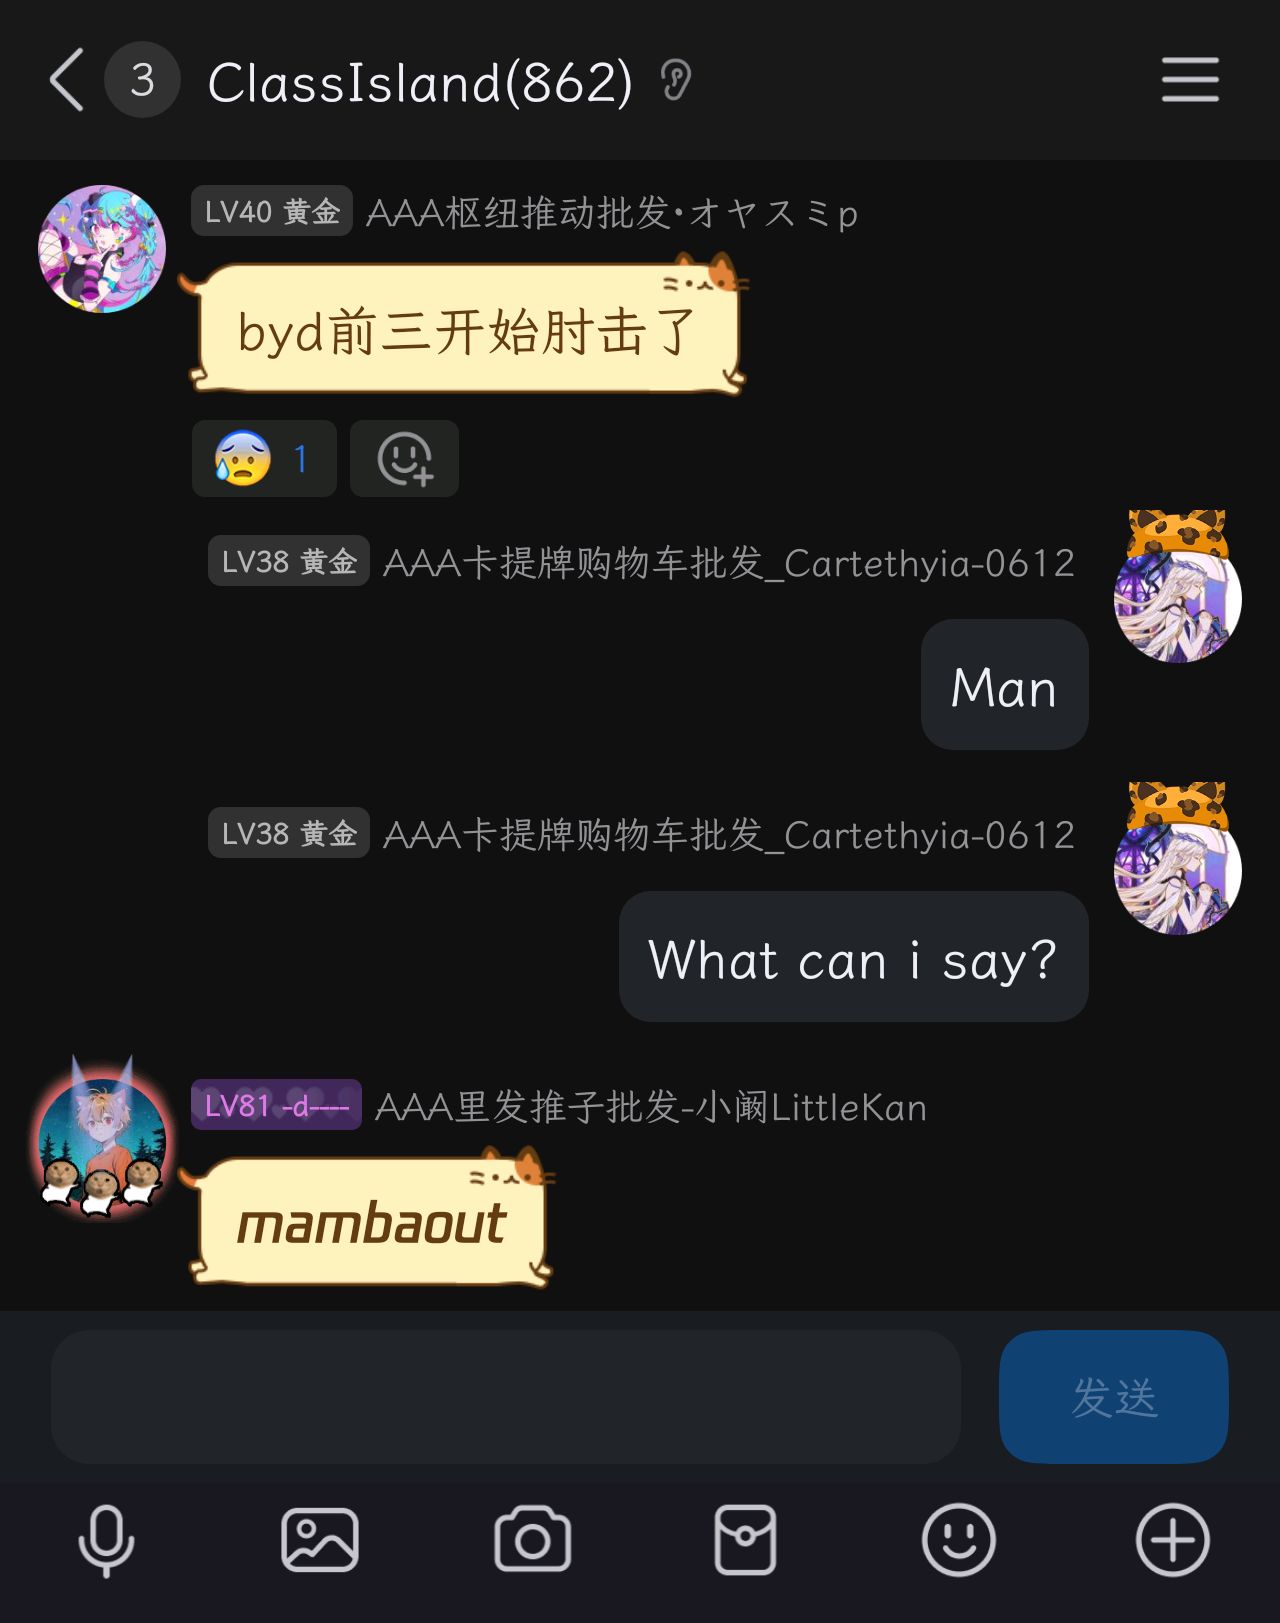 3
ClassIsland(862)
LV40 黄金 AAA枢纽推动批发•オヤスミp
byd前三开始肘击了
1
LV38 黄金 AAA卡提牌购物车批发_Cartethyia-0612
Man
LV38 黄金 AAA卡提牌购物车批发_Cartethyia-0612
What can i say?
LV81 -d---- AAA里发推子批发-小阚LittleKan
mambaout
发送